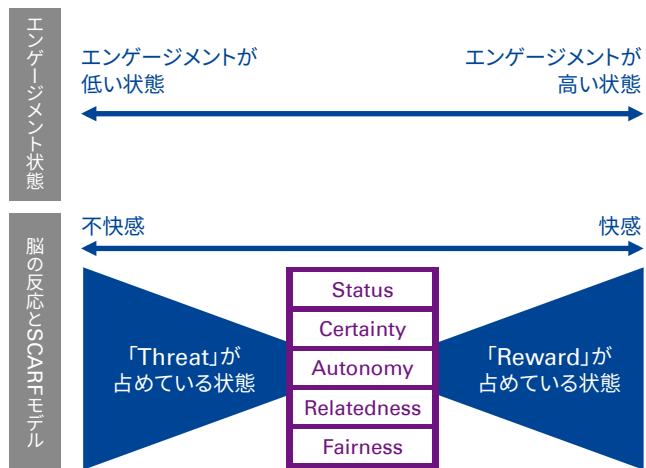 エンゲージメント状態
エンゲージメントが
低い状態
エンゲージメントが
高い状態
脳の反応とSCARFモデル
不快感
快感
「Threat」が
占めている状態
Status
Certainty
Autonomy
Relatedness
Fairness
「Reward」が
占めている状態